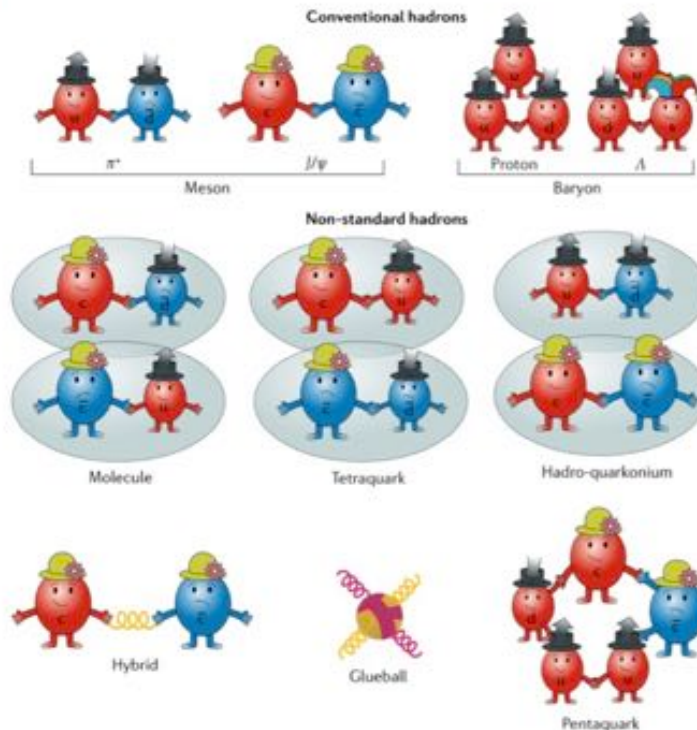 Conventional hadrons
u d̄ c c̄ u u
u d d s
π⁺ J/ψ Proton Λ
Meson Baryon
Non-standard hadrons
c d̄ c u u d̄
c̄ u c̄ d̄ c c̄
Molecule Tetraquark Hadro-quarkonium
c c̄ c
d c̄
u u
Hybrid Glueball
Pentaquark